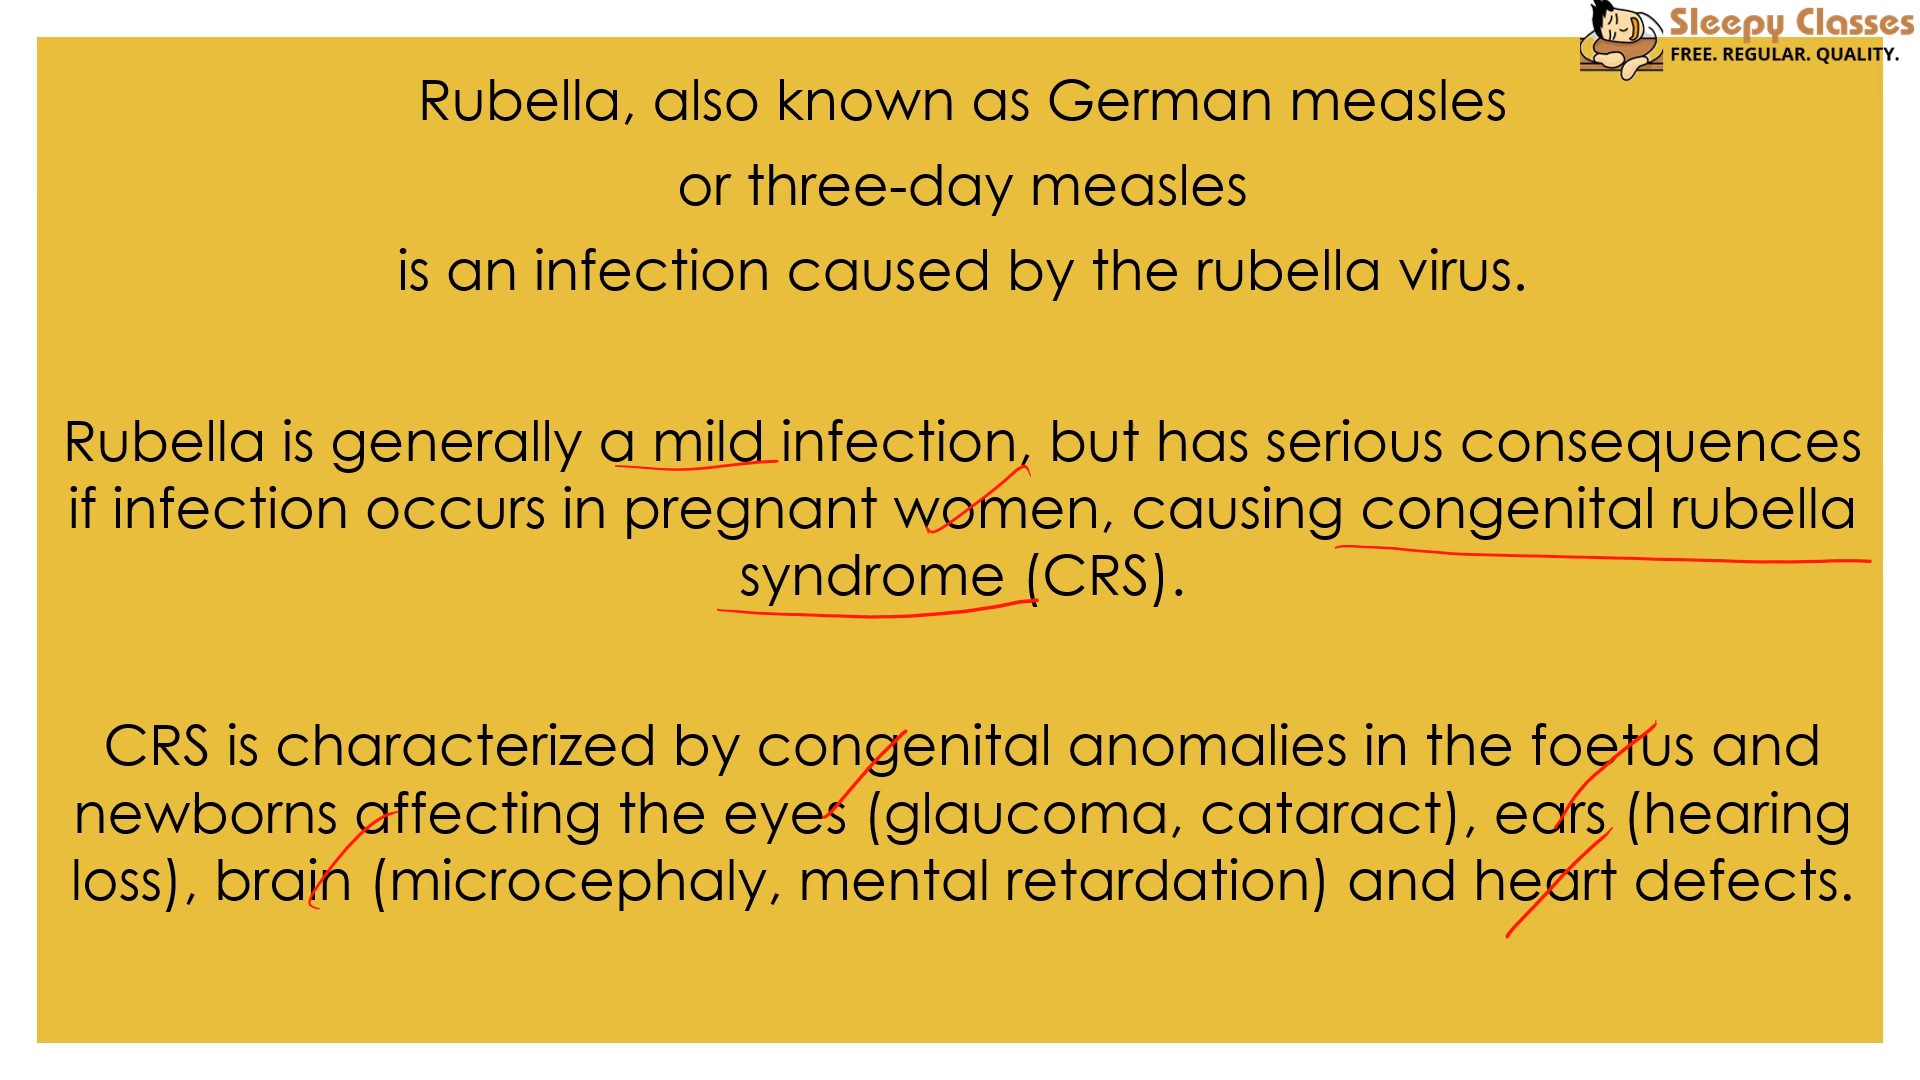 Sleepy Classes
FREE. REGULAR. QUALITY.
Rubella, also known as German measles
or three-day measles
is an infection caused by the rubella virus.
Rubella is generally a mild infection, but has serious consequences
if infection occurs in pregnant women, causing congenital rubella
syndrome (CRS).
CRS is characterized by congenital anomalies in the foetus and
newborns affecting the eyes (glaucoma, cataract), ears (hearing
loss), brain (microcephaly, mental retardation) and heart defects.